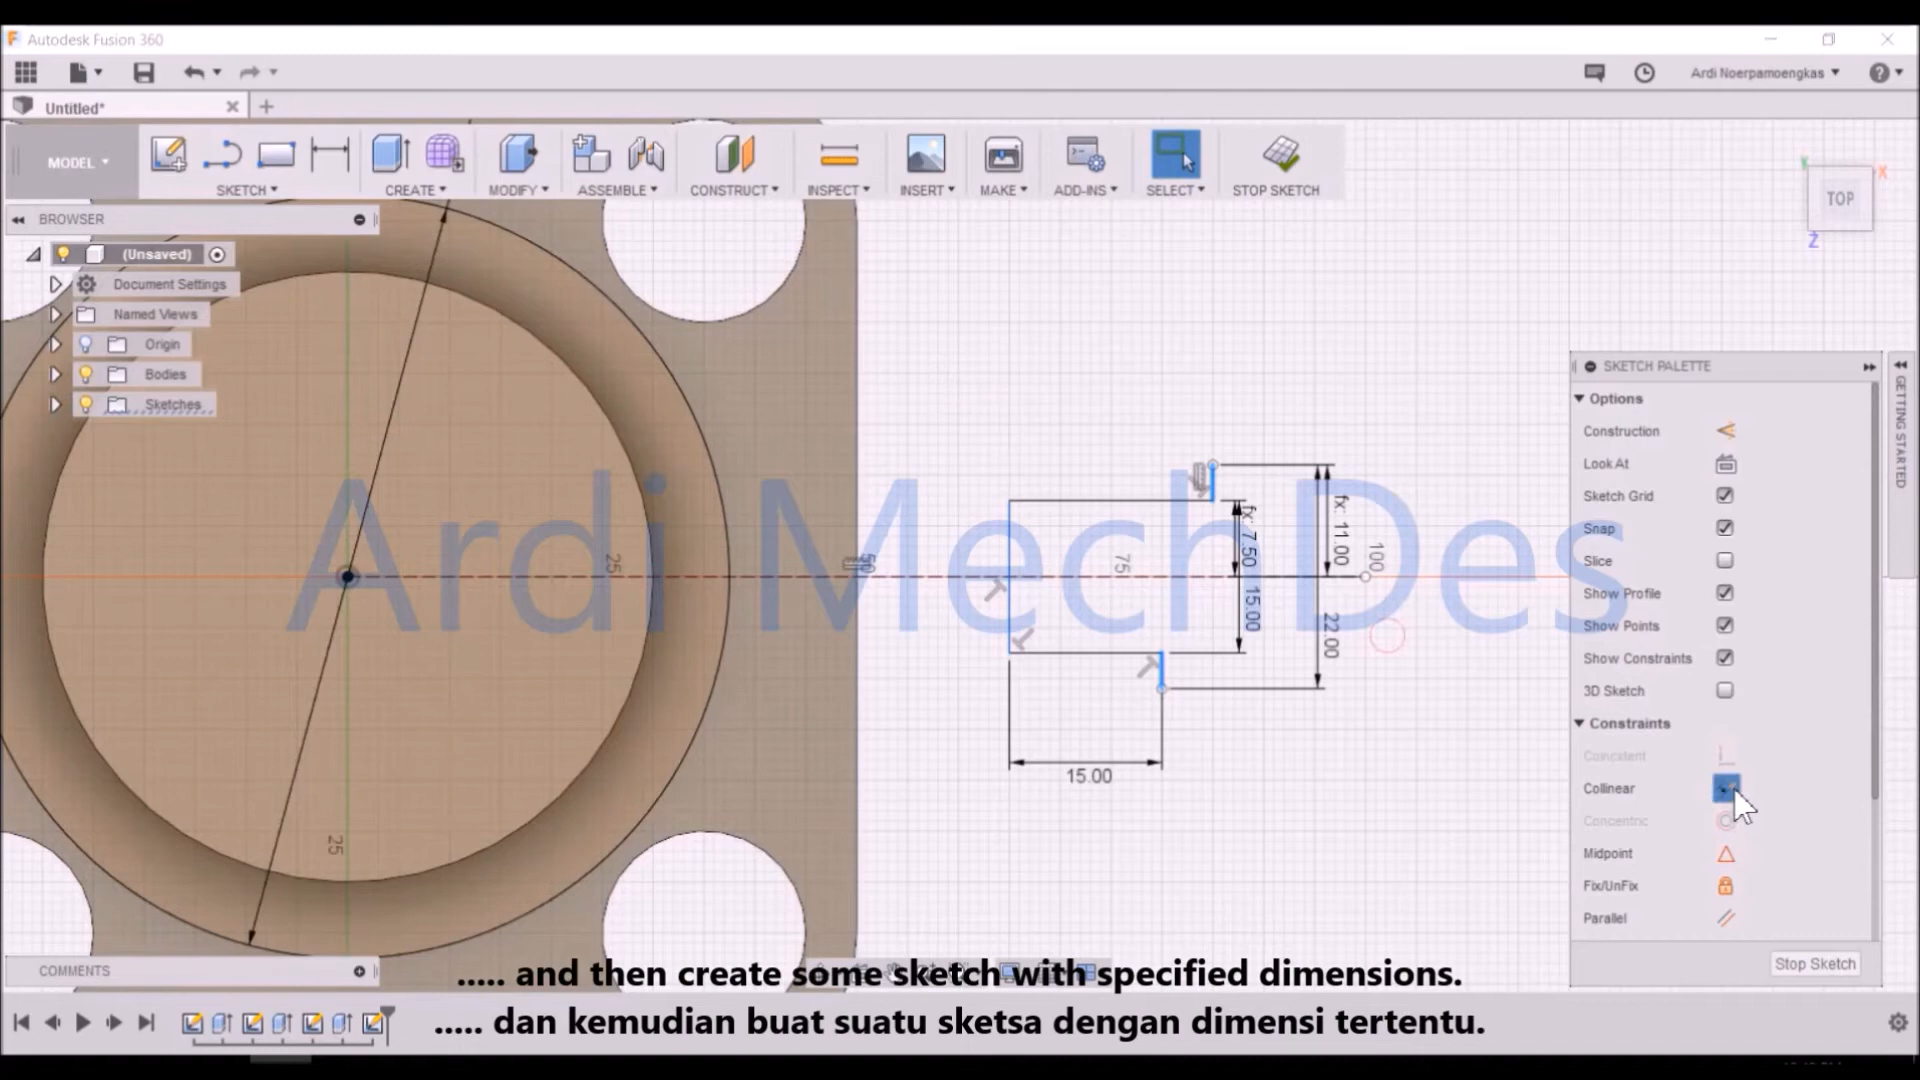 Autodesk Fusion 360
Ardi Noerpamoengkas
Untitled*
MODEL
SKETCH
CREATE
MODIFY
ASSEMBLE
CONSTRUCT
INSPECT
INSERT
MAKE
ADD-INS
SELECT
STOP SKETCH
TOP
X
Z
BROWSER
(Unsaved)
Document Settings
Named Views
Origin
Bodies
Sketches
SKETCH PALETTE
Options
Construction
Look At
Sketch Grid
Snap
Slice
Show Profile
Show Points
Show Constraints
3D Sketch
Constraints
Coincident
Collinear
Concentric
Midpoint
Fix/UnFix
Parallel
Stop Sketch
GETTING STARTED
Ardi MechDes
25
50
75
100
25
fx: 7.50
fx: 11.00
15.00
22.00
15.00
COMMENTS
..... and then create some sketch with specified dimensions.
..... dan kemudian buat suatu sketsa dengan dimensi tertentu.